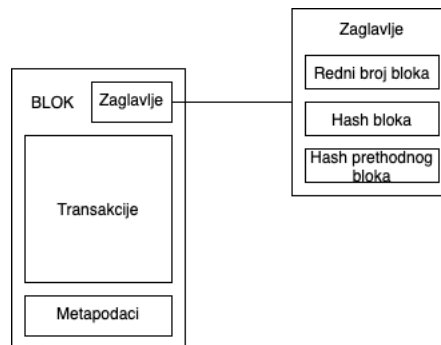 BLOK
Zaglavlje
Transakcije
Metapodaci
Zaglavlje
Redni broj bloka
Hash bloka
Hash prethodnog
bloka